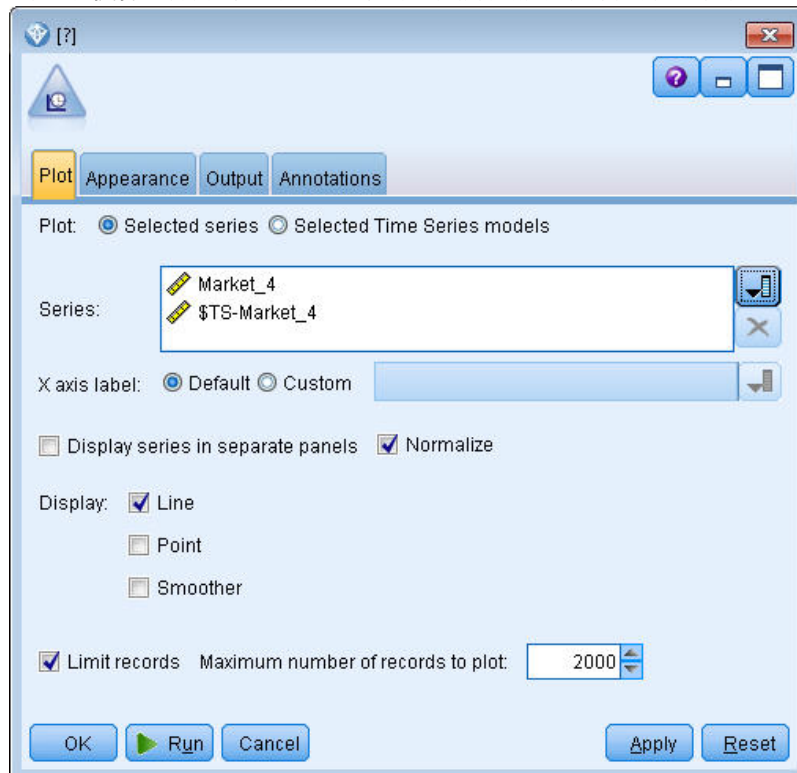 [?]
Plot Appearance Output Annotations
Plot: Selected series Selected Time Series models
Series:
Market_4
$TS-Market_4
X axis label: Default Custom
Display series in separate panels Normalize
Display: Line
Point
Smoother
Limit records Maximum number of records to plot: 2000
OK Run Cancel Apply Reset